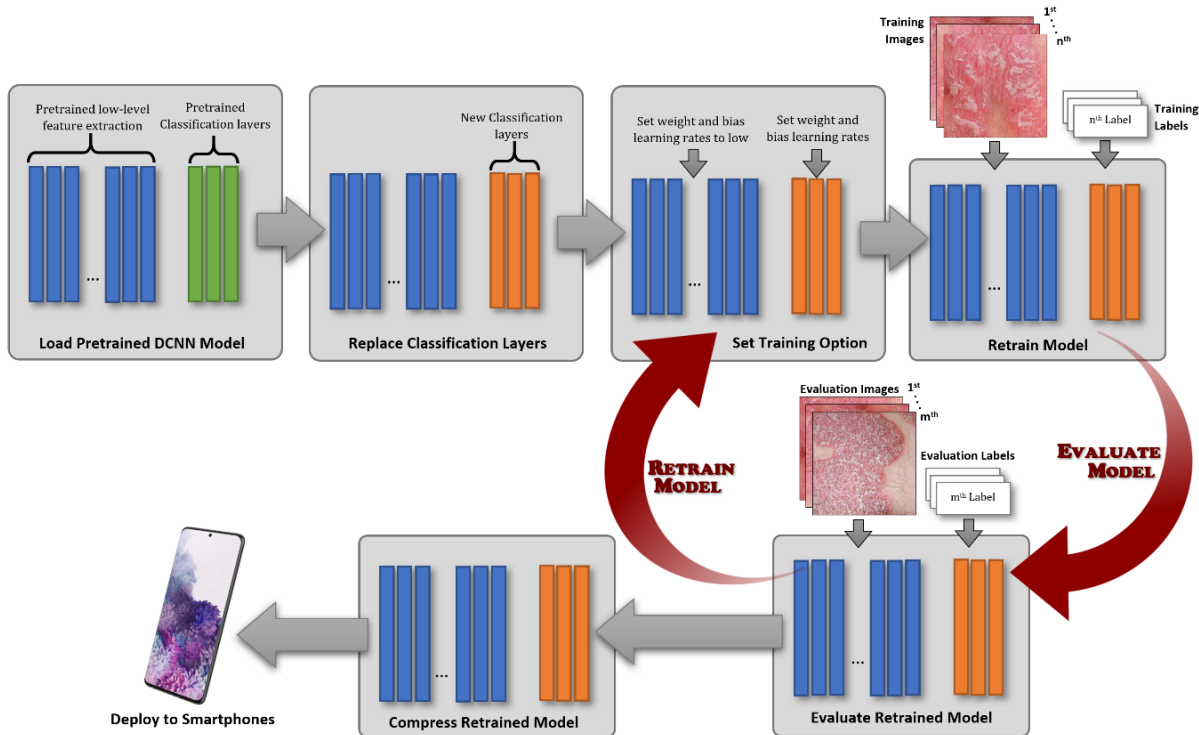 Training
Images
1st
nth
Training
Labels
nth Label
Pretrained low-level
feature extraction
Pretrained
Classification layers
...
Load Pretrained DCNN Model
New Classification
layers
...
Replace Classification Layers
Set weight and bias
learning rates to low
Set weight and
bias learning rates
...
Set Training Option
...
Retrain Model
Evaluation Images
1st
mth
Evaluation Labels
mth Label
RETRAIN
MODEL
EVALUATE
MODEL
...
Evaluate Retrained Model
...
Compress Retrained Model
Deploy to Smartphones